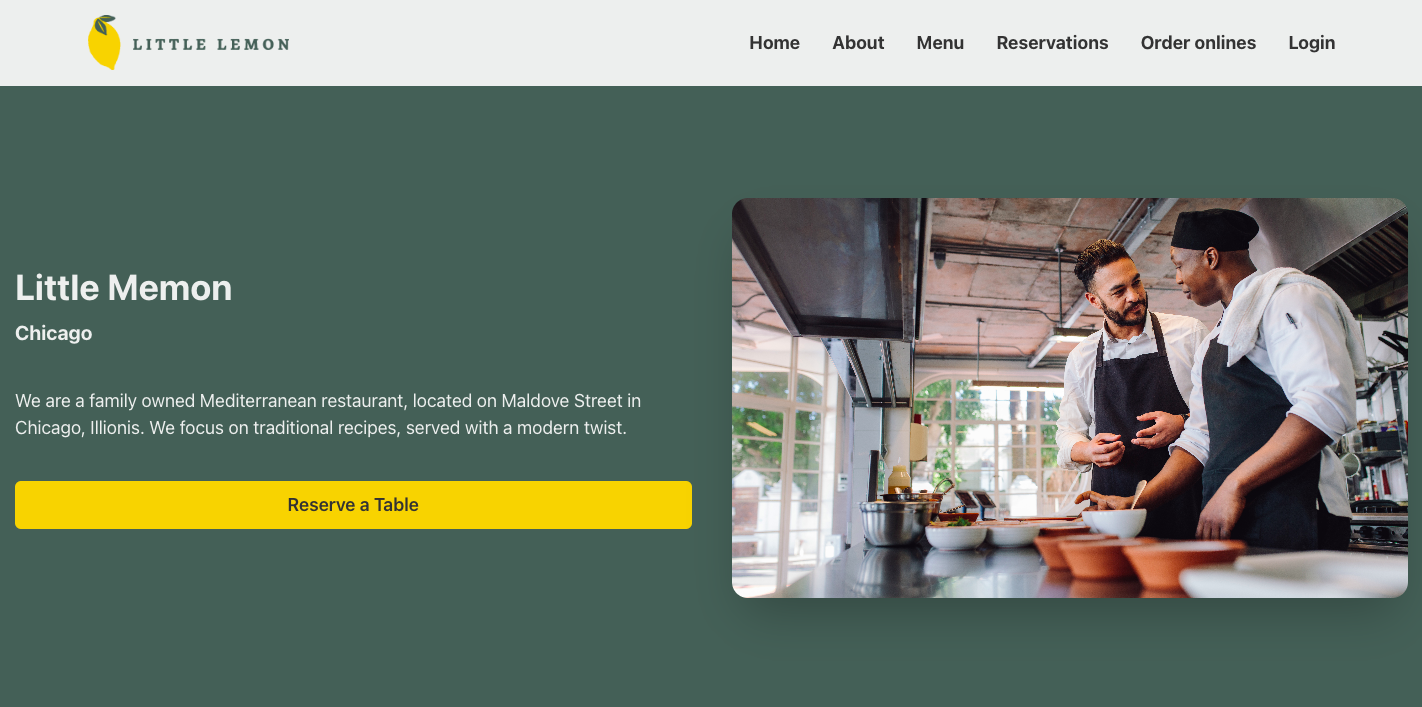 LITTLE LEMON
Home About Menu Reservations Order onlines Login
Little Memon
Chicago
We are a family owned Mediterranean restaurant, located on Maldove Street in
Chicago, Illionis. We focus on traditional recipes, served with a modern twist.
Reserve a Table